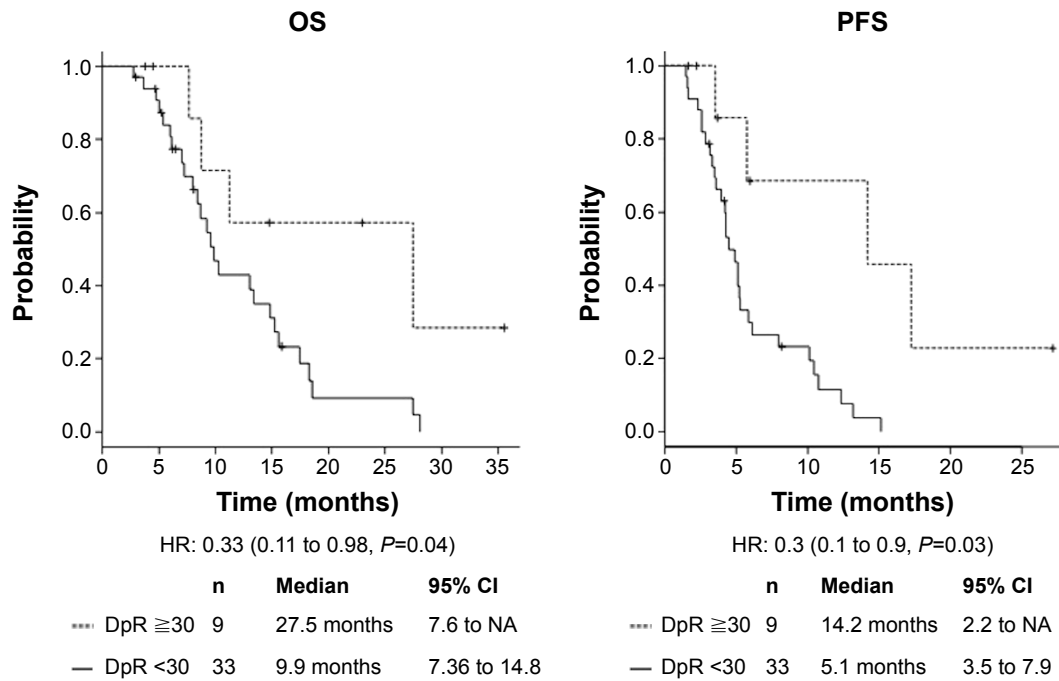 OS
1.0
0.8
0.6
0.4
0.2
0.0
Probability
0 5 10 15 20 25 30 35
Time (months)
HR: 0.33 (0.11 to 0.98, P=0.04)
n Median 95% CI
DpR ≧30 9 27.5 months 7.6 to NA
DpR <30 33 9.9 months 7.36 to 14.8
PFS
1.0
0.8
0.6
0.4
0.2
0.0
Probability
0 5 10 15 20 25
Time (months)
HR: 0.3 (0.1 to 0.9, P=0.03)
n Median 95% CI
DpR ≧30 9 14.2 months 2.2 to NA
DpR <30 33 5.1 months 3.5 to 7.9